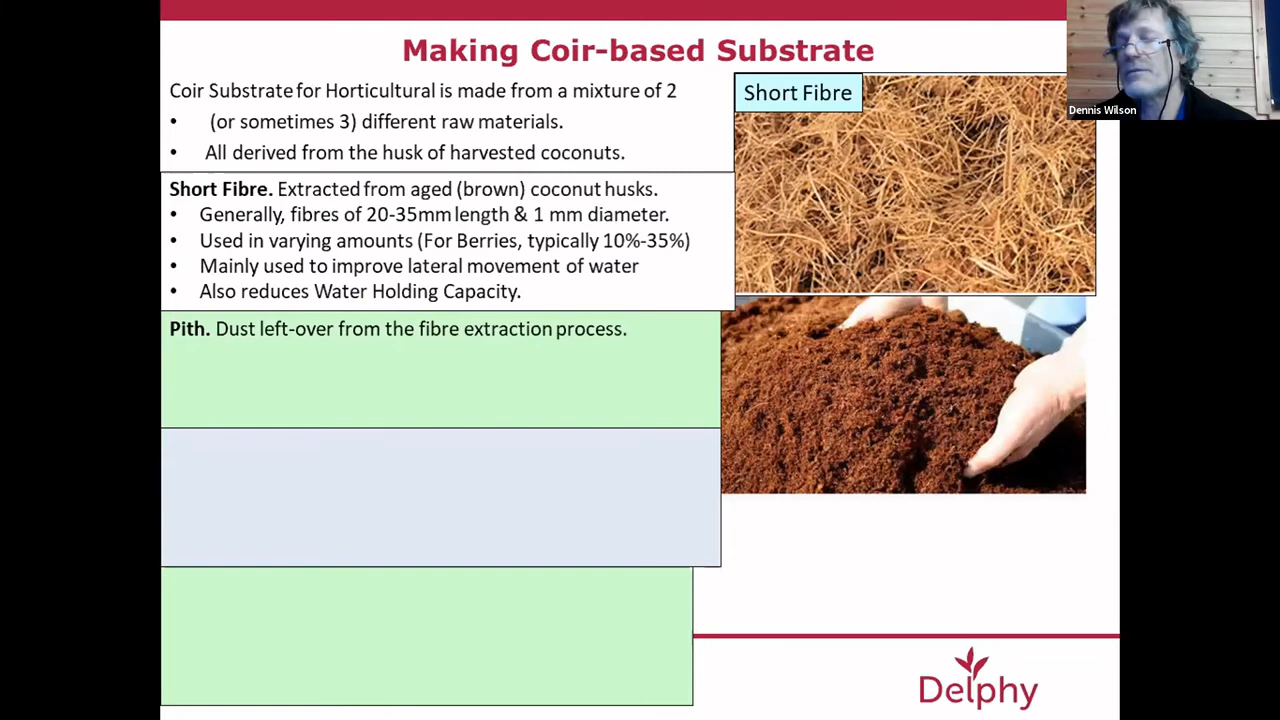 Making Coir-based Substrate
Coir Substrate for Horticultural is made from a mixture of 2
• (or sometimes 3) different raw materials.
• All derived from the husk of harvested coconuts.
Short Fibre. Extracted from aged (brown) coconut husks.
• Generally, fibres of 20-35mm length & 1 mm diameter.
• Used in varying amounts (For Berries, typically 10%-35%)
• Mainly used to improve lateral movement of water
• Also reduces Water Holding Capacity.
Pith. Dust left-over from the fibre extraction process.
Short Fibre
Dennis Wilson
Delphy